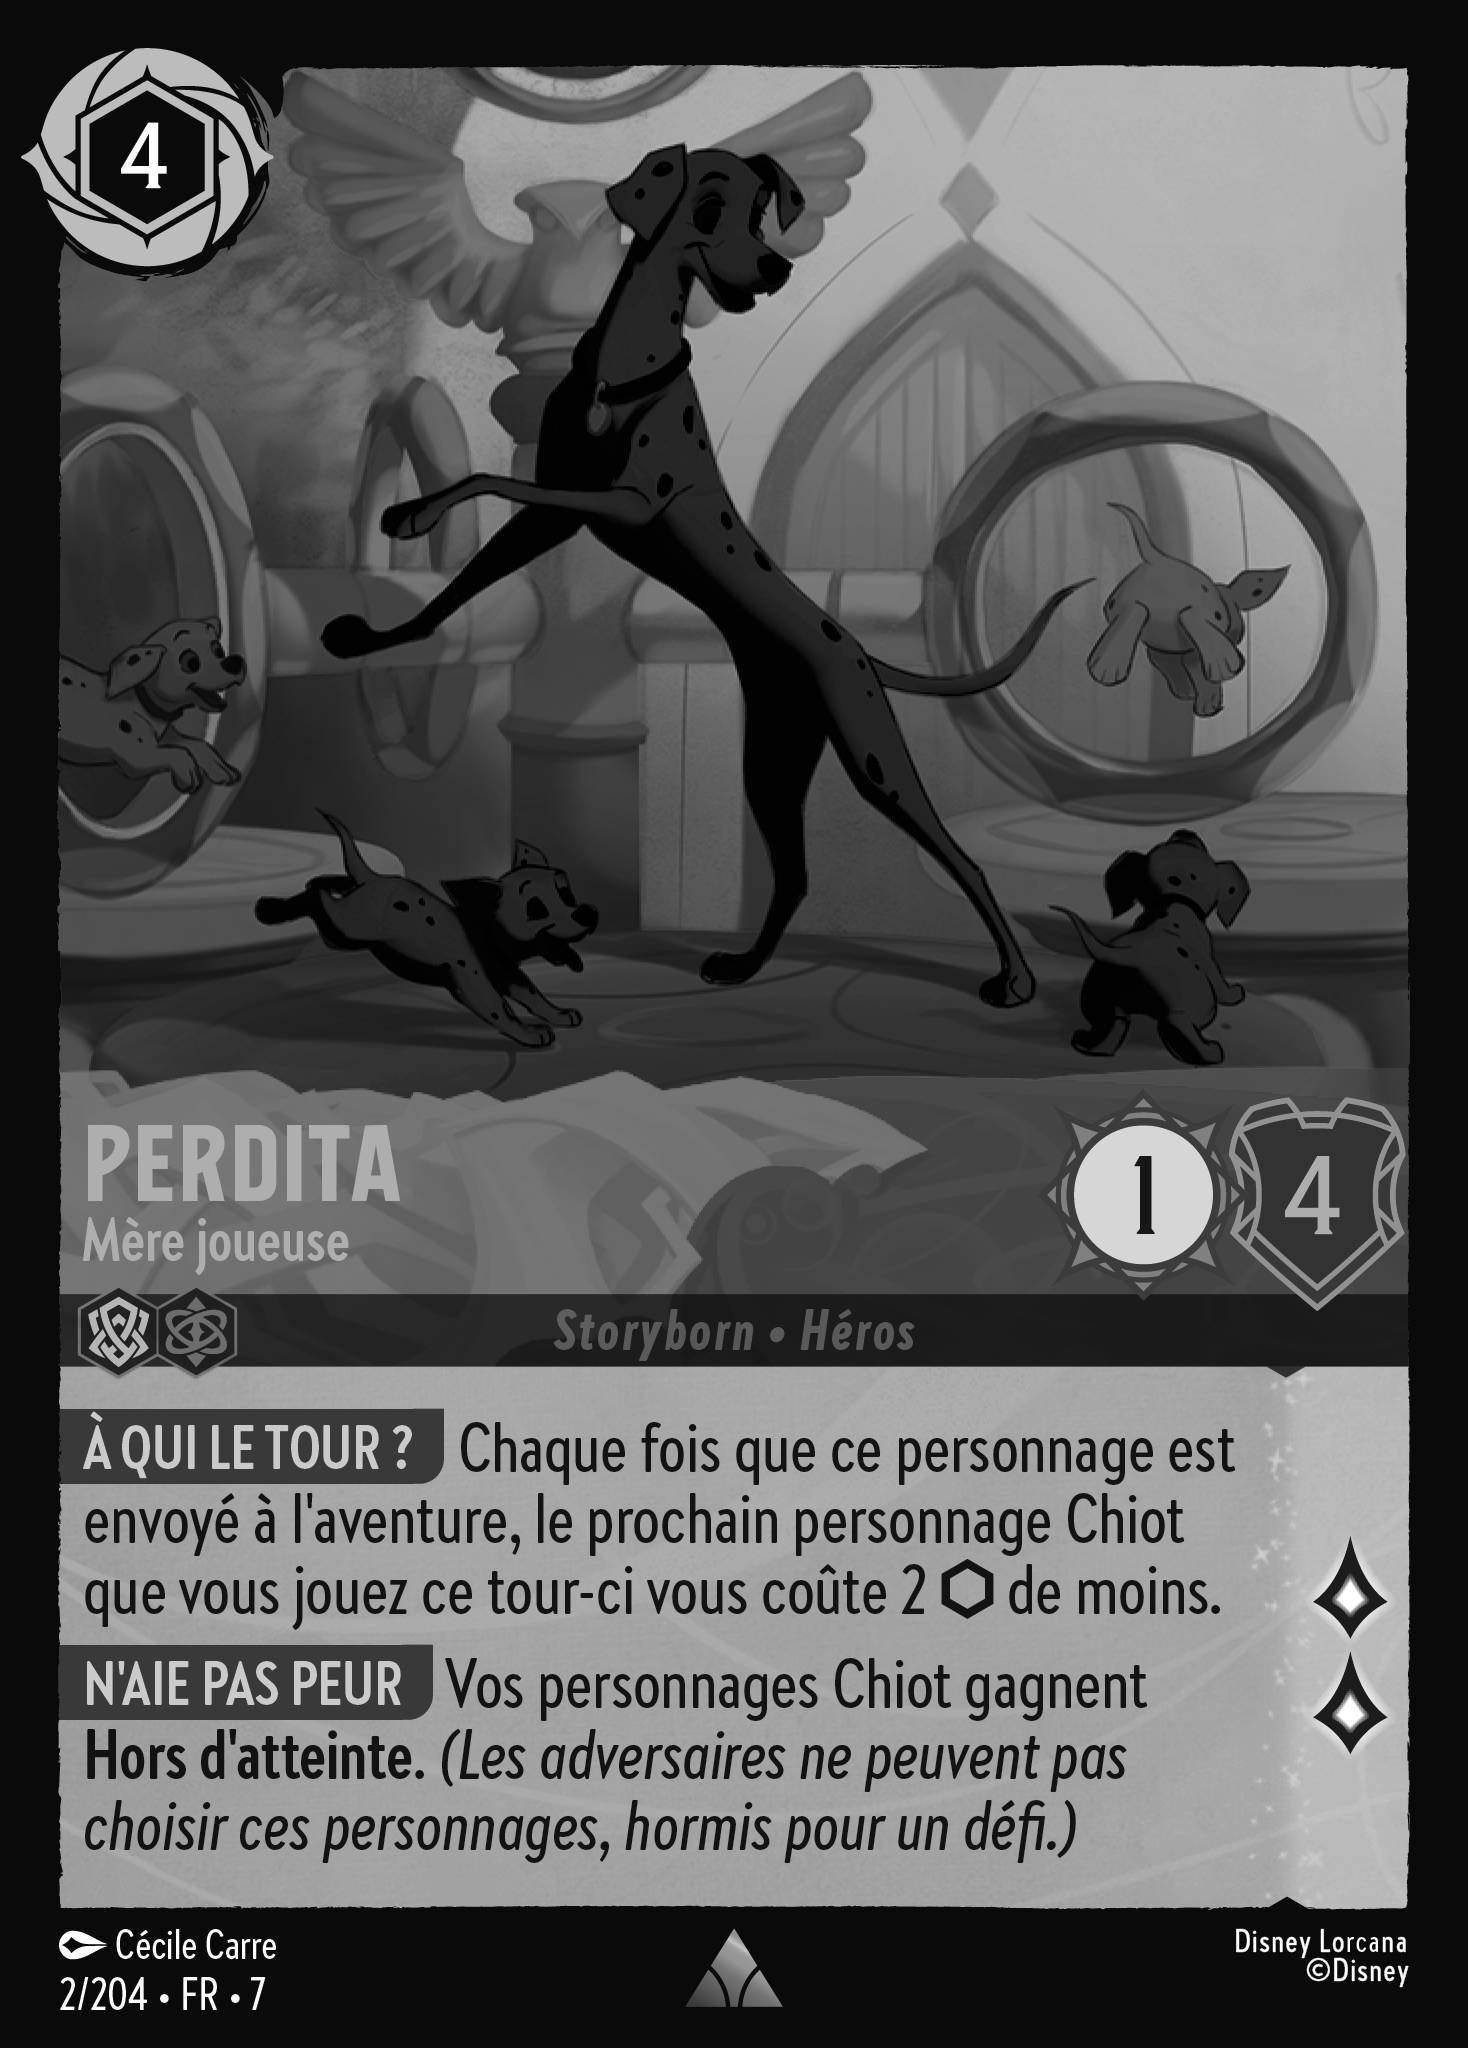 4
PERDITA
Mère joueuse
1 4
Storyborn • Héros
À QUI LE TOUR ? Chaque fois que ce personnage est
envoyé à l'aventure, le prochain personnage Chiot
que vous jouez ce tour-ci vous coûte 2 ⬡ de moins.
N'AIE PAS PEUR Vos personnages Chiot gagnent
Hors d'atteinte. (Les adversaires ne peuvent pas
choisir ces personnages, hormis pour un défi.)
Cécile Carre
2/204 • FR • 7
Disney Lorcana
©Disney